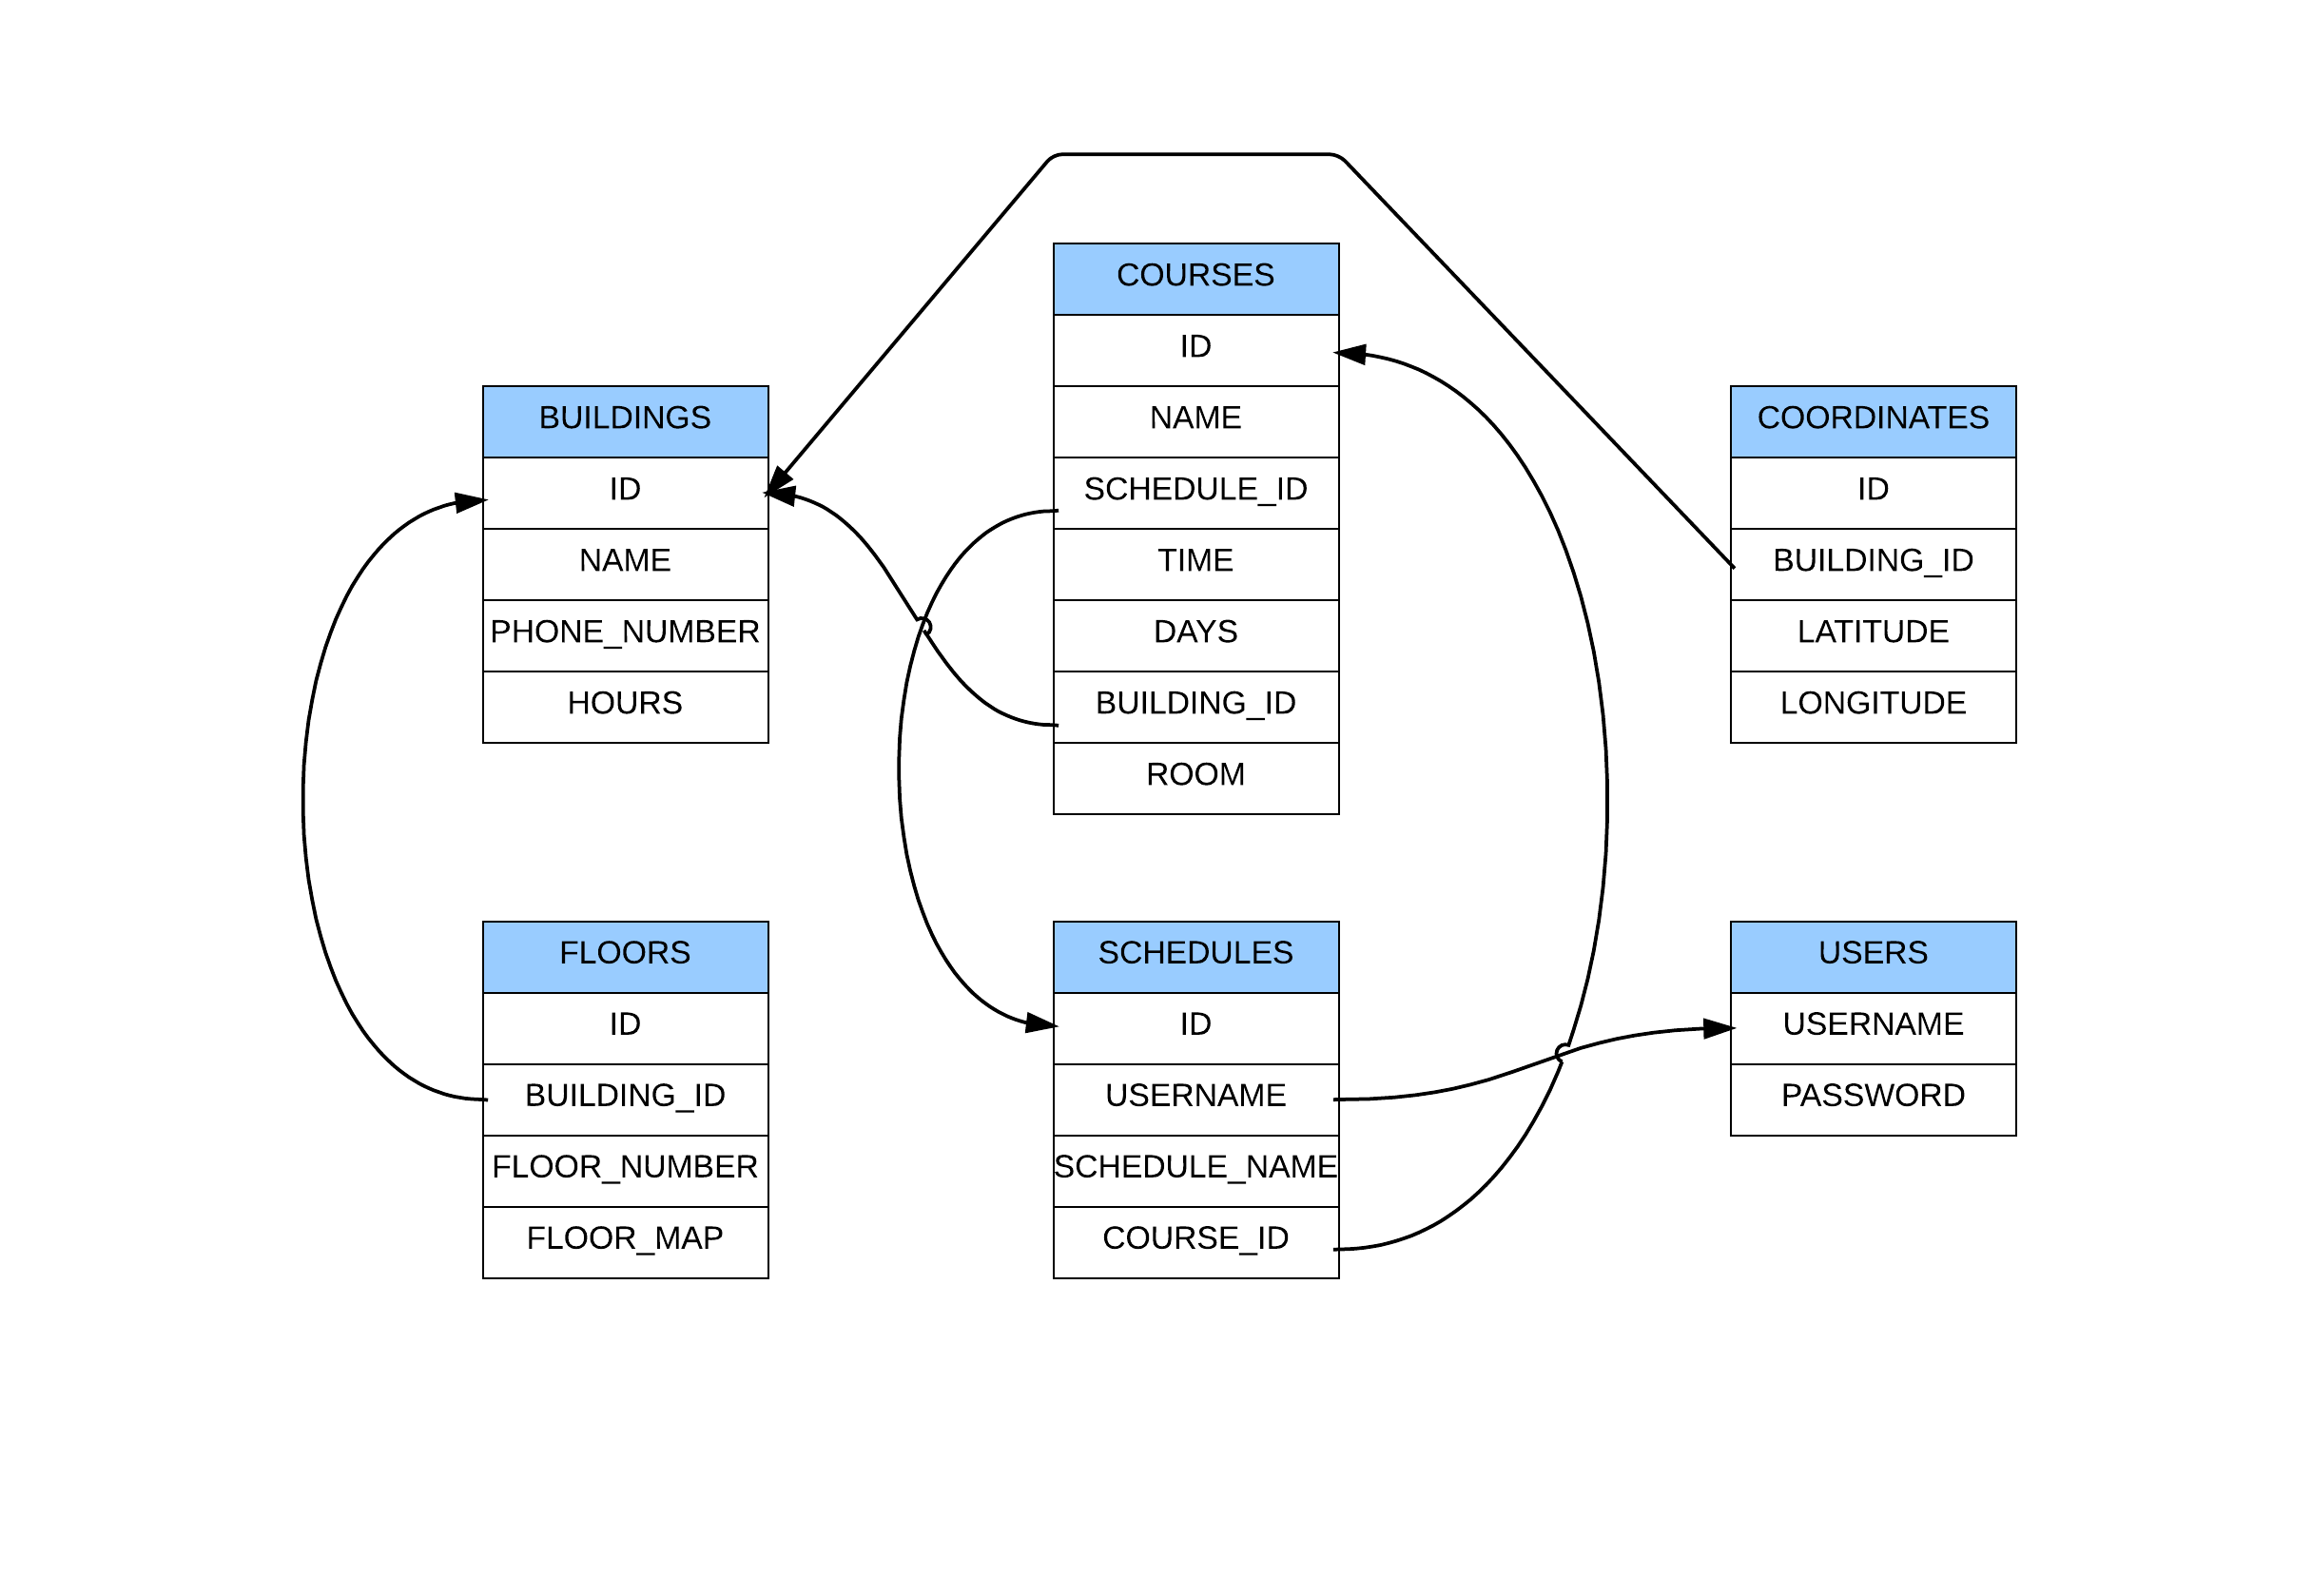 COURSES
ID
NAME
SCHEDULE_ID
TIME
DAYS
BUILDING_ID
ROOM
BUILDINGS
ID
NAME
PHONE_NUMBER
HOURS
COORDINATES
ID
BUILDING_ID
LATITUDE
LONGITUDE
FLOORS
ID
BUILDING_ID
FLOOR_NUMBER
FLOOR_MAP
SCHEDULES
ID
USERNAME
SCHEDULE_NAME
COURSE_ID
USERS
USERNAME
PASSWORD